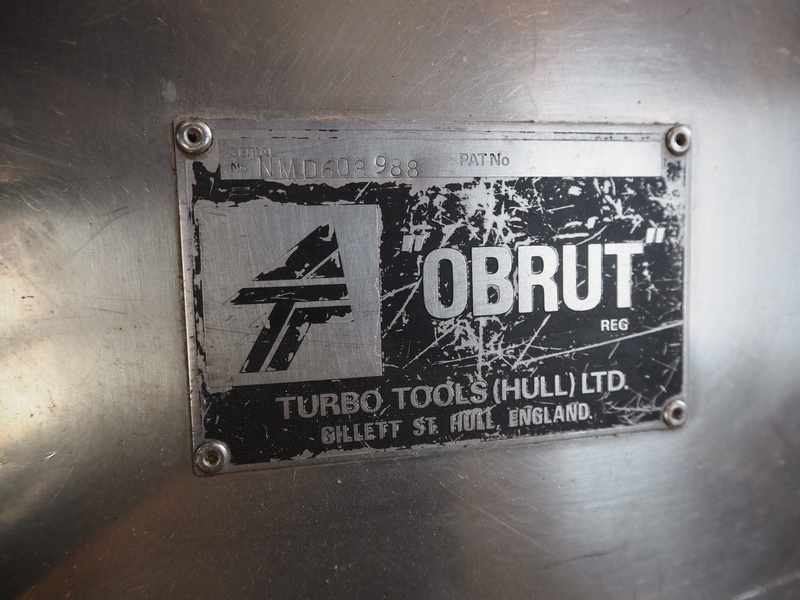 SERIAL
No NMD608988 PAT No
"OBRUT"
REG
TURBO TOOLS (HULL) LTD.
GILLETT ST. HULL, ENGLAND.